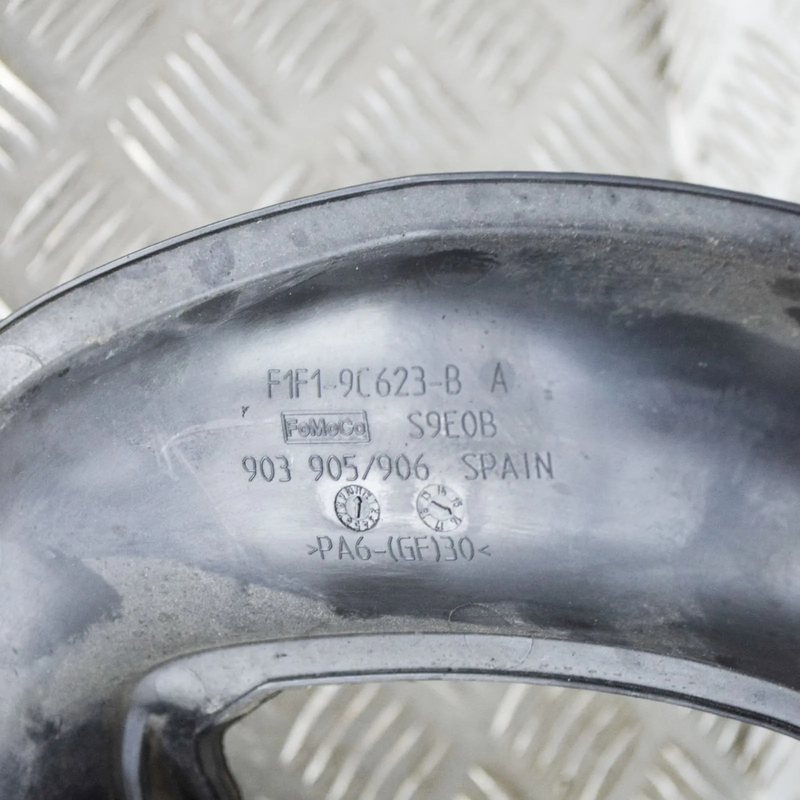 F1F1-9C623-B A
FoMoCo S9E0B
903 905/906 SPAIN
>PA6-(GF)30<